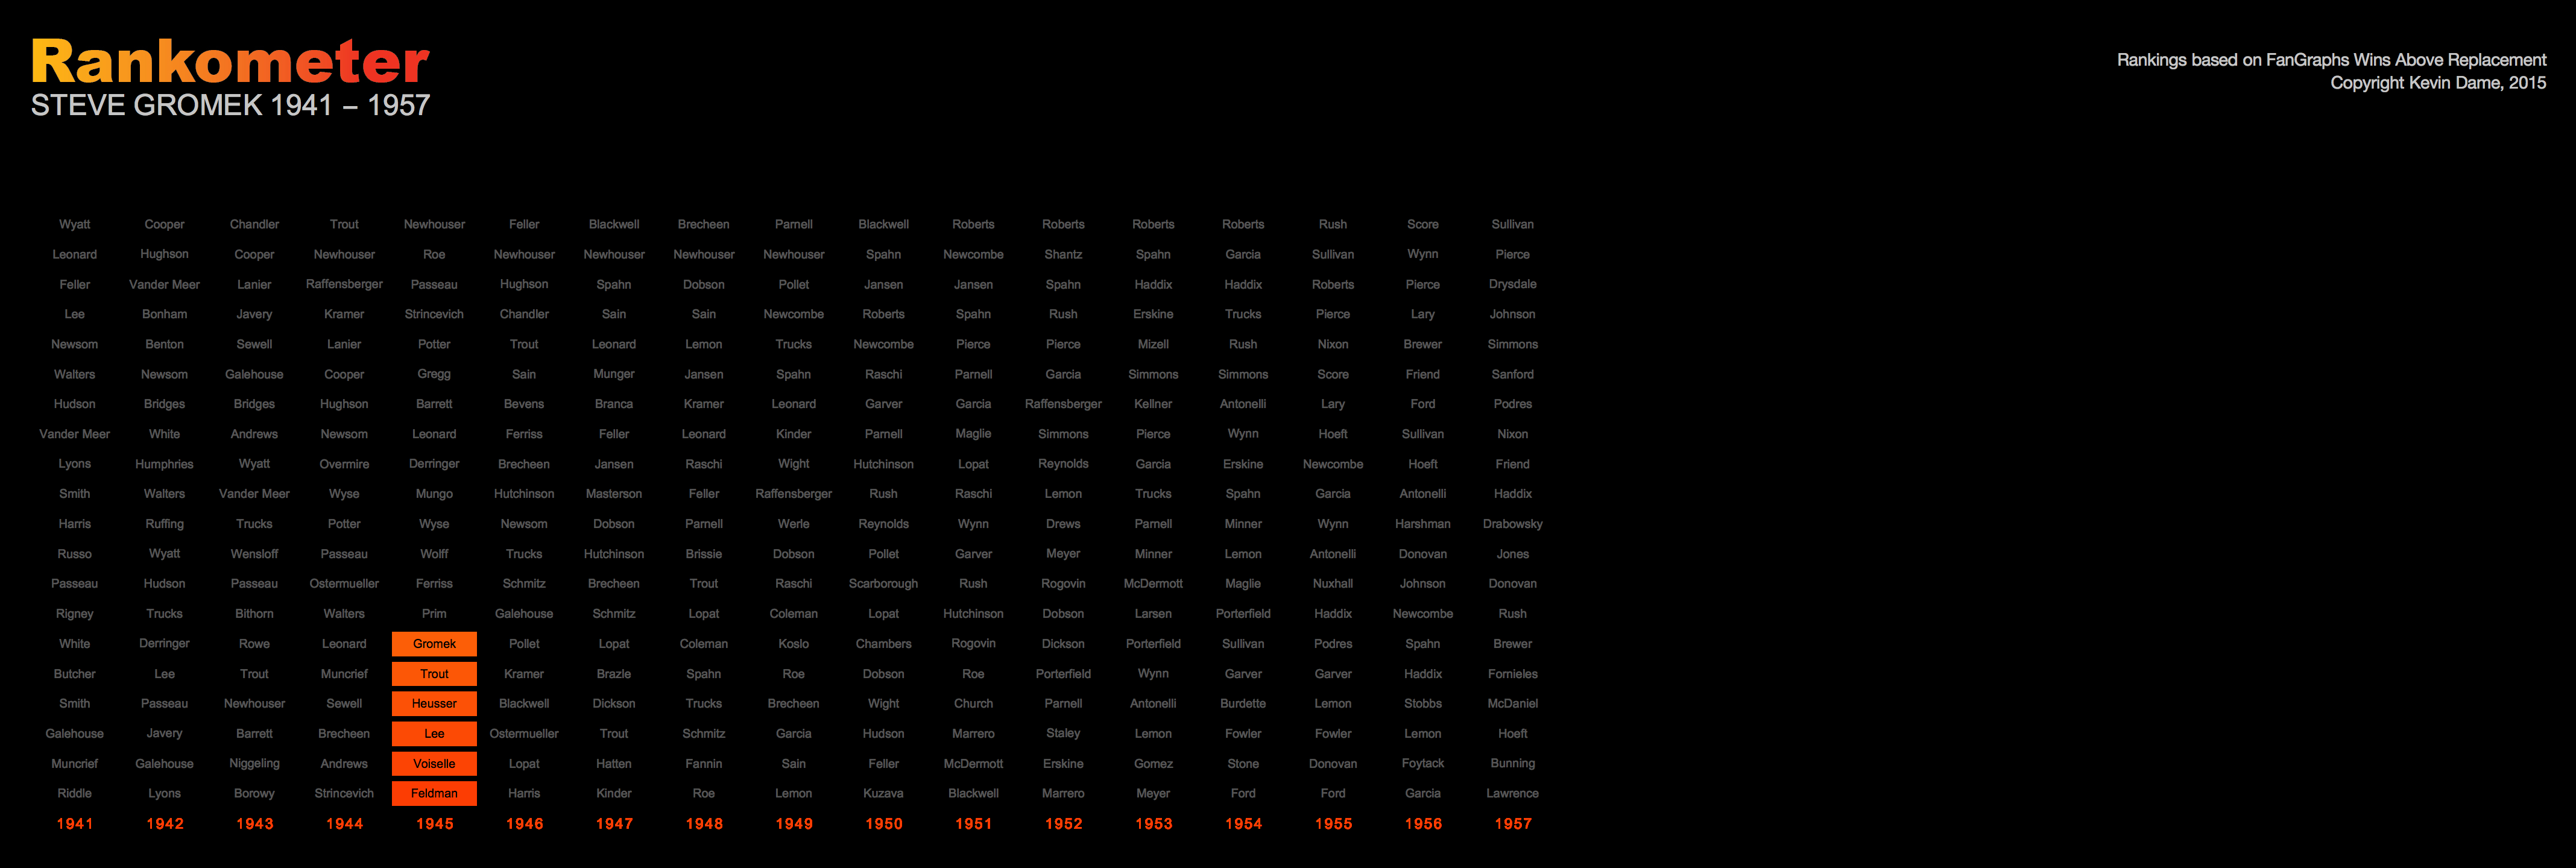 Rankometer
STEVE GROMEK 1941 – 1957
Rankings based on FanGraphs Wins Above Replacement
Copyright Kevin Dame, 2015
Wyatt Cooper Chandler Trout Newhouser Feller Blackwell Brecheen Parnell Blackwell Roberts Roberts Roberts Roberts Rush Score Sullivan
Leonard Hughson Cooper Newhouser Roe Newhouser Newhouser Newhouser Newhouser Spahn Newcombe Shantz Spahn Garcia Sullivan Wynn Pierce
Feller Vander Meer Lanier Raffensberger Passeau Hughson Spahn Dobson Pollet Jansen Jansen Spahn Haddix Haddix Roberts Pierce Drysdale
Lee Bonham Javery Kramer Strincevich Chandler Sain Sain Newcombe Roberts Spahn Rush Erskine Trucks Pierce Lary Johnson
Newsom Benton Sewell Lanier Potter Trout Leonard Lemon Trucks Newcombe Pierce Pierce Mizell Rush Nixon Brewer Simmons
Walters Newsom Galehouse Cooper Gregg Sain Munger Jansen Spahn Raschi Parnell Garcia Simmons Simmons Score Friend Sanford
Hudson Bridges Bridges Hughson Barrett Bevens Branca Kramer Leonard Garver Garcia Raffensberger Kellner Antonelli Lary Ford Podres
Vander Meer White Andrews Newsom Leonard Ferriss Feller Leonard Kinder Parnell Maglie Simmons Pierce Wynn Hoeft Sullivan Nixon
Lyons Humphries Wyatt Overmire Derringer Brecheen Jansen Raschi Wight Hutchinson Lopat Reynolds Garcia Erskine Newcombe Hoeft Friend
Smith Walters Vander Meer Wyse Mungo Hutchinson Masterson Feller Raffensberger Rush Raschi Lemon Trucks Spahn Garcia Antonelli Haddix
Harris Ruffing Trucks Potter Wyse Newsom Dobson Parnell Werle Reynolds Wynn Drews Parnell Minner Wynn Harshman Drabowsky
Russo Wyatt Wensloff Passeau Wolff Trucks Hutchinson Brissie Dobson Pollet Garver Meyer Minner Lemon Antonelli Donovan Jones
Passeau Hudson Passeau Ostermueller Ferriss Schmitz Brecheen Trout Raschi Scarborough Rush Rogovin McDermott Maglie Nuxhall Johnson Donovan
Rigney Trucks Bithorn Walters Prim Galehouse Schmitz Lopat Coleman Lopat Hutchinson Dobson Larsen Porterfield Haddix Newcombe Rush
White Derringer Rowe Leonard Gromek Pollet Lopat Coleman Koslo Chambers Rogovin Dickson Porterfield Sullivan Podres Spahn Brewer
Butcher Lee Trout Muncrief Trout Kramer Brazle Spahn Roe Dobson Roe Porterfield Wynn Garver Garver Haddix Fornieles
Smith Passeau Newhouser Sewell Heusser Blackwell Dickson Trucks Brecheen Wight Church Parnell Antonelli Burdette Lemon Stobbs McDaniel
Galehouse Javery Barrett Brecheen Lee Ostermueller Trout Schmitz Garcia Hudson Marrero Staley Lemon Fowler Fowler Lemon Hoeft
Muncrief Galehouse Niggeling Andrews Voiselle Lopat Hatten Fannin Sain Feller McDermott Erskine Gomez Stone Donovan Foytack Bunning
Riddle Lyons Borowy Strincevich Feldman Harris Kinder Roe Lemon Kuzava Blackwell Marrero Meyer Ford Ford Garcia Lawrence
1941 1942 1943 1944 1945 1946 1947 1948 1949 1950 1951 1952 1953 1954 1955 1956 1957